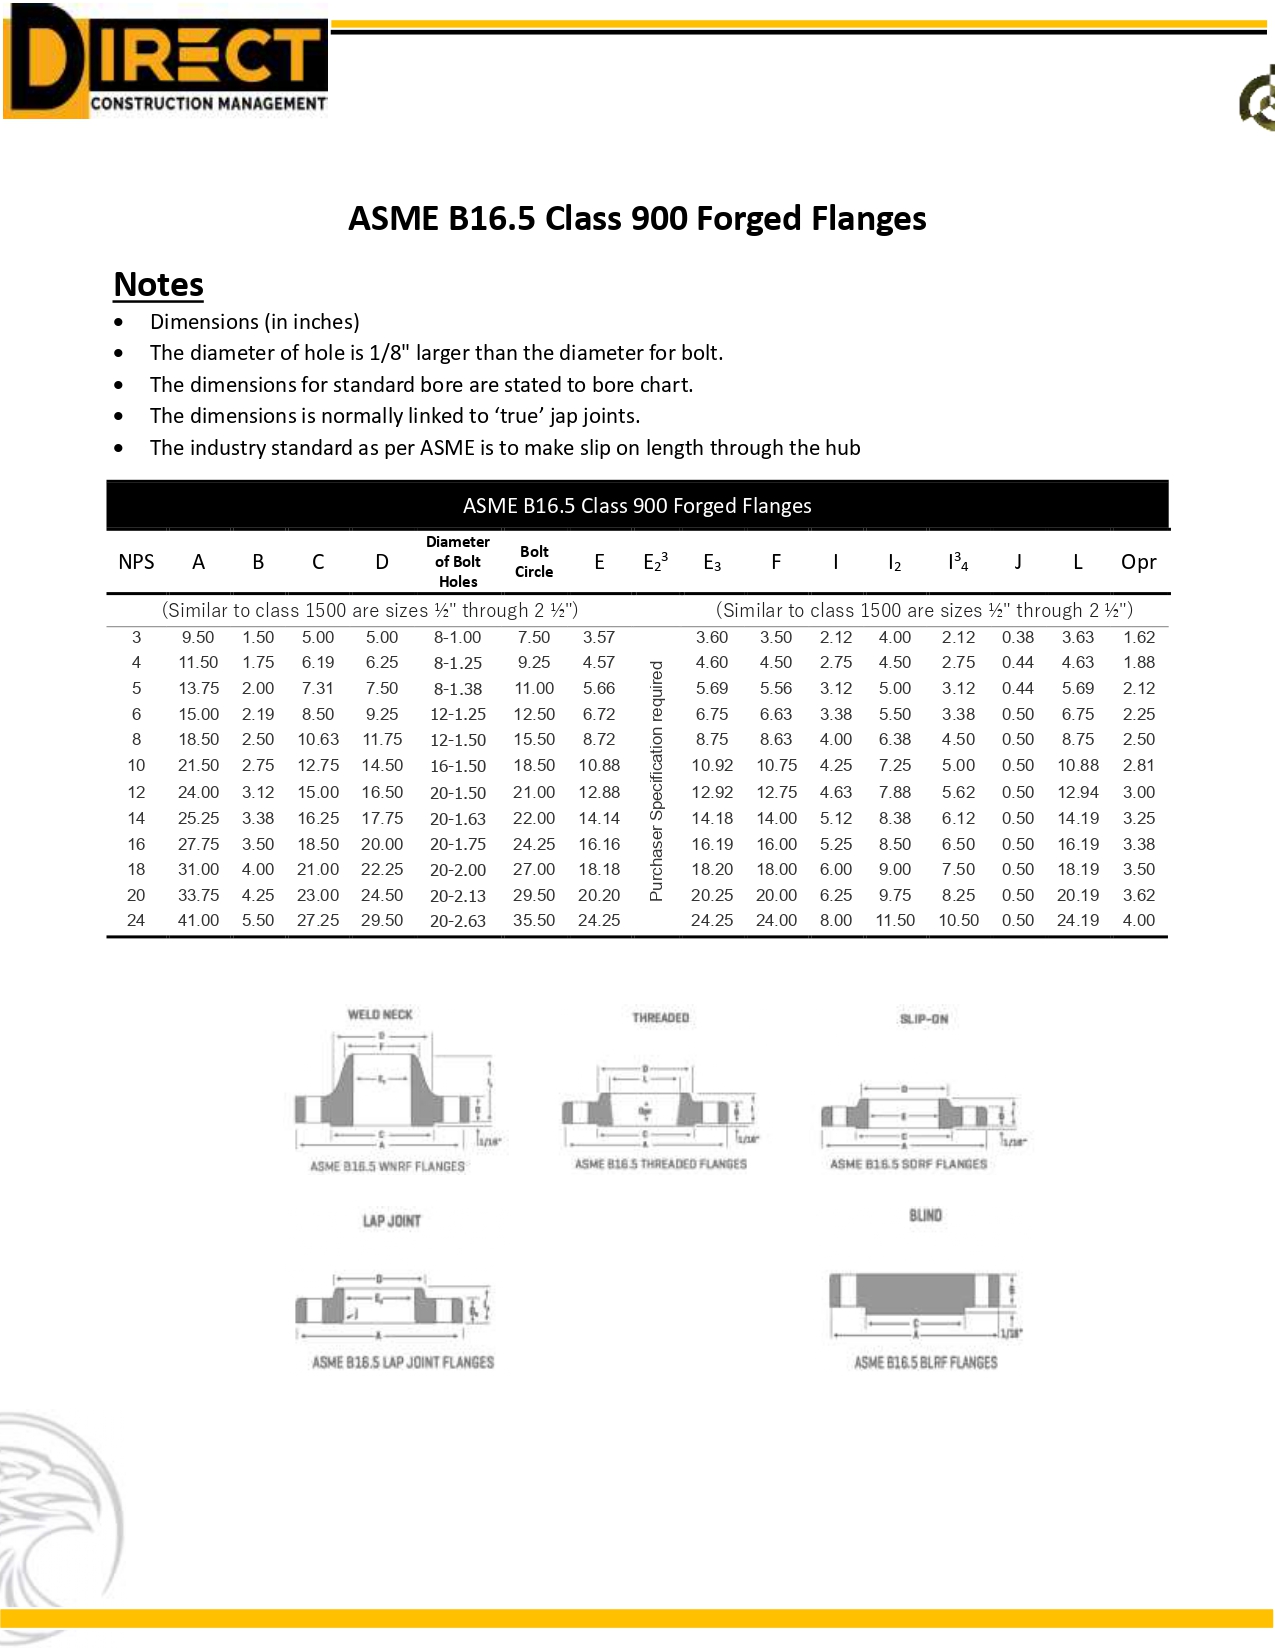 DIRECT
CONSTRUCTION MANAGEMENT
ASME B16.5 Class 900 Forged Flanges
Notes
• Dimensions (in inches)
• The diameter of hole is 1/8" larger than the diameter for bolt.
• The dimensions for standard bore are stated to bore chart.
• The dimensions is normally linked to ‘true’ jap joints.
• The industry standard as per ASME is to make slip on length through the hub
ASME B16.5 Class 900 Forged Flanges
NPS A B C D Diameter of Bolt Holes Bolt Circle E E₂³ E₃ F I I₂ I³₄ J L Opr
(Similar to class 1500 are sizes ½" through 2 ½") (Similar to class 1500 are sizes ½" through 2 ½")
3 9.50 1.50 5.00 5.00 8-1.00 7.50 3.57 3.60 3.50 2.12 4.00 2.12 0.38 3.63 1.62
4 11.50 1.75 6.19 6.25 8-1.25 9.25 4.57 4.60 4.50 2.75 4.50 2.75 0.44 4.63 1.88
5 13.75 2.00 7.31 7.50 8-1.38 11.00 5.66 5.69 5.56 3.12 5.00 3.12 0.44 5.69 2.12
6 15.00 2.19 8.50 9.25 12-1.25 12.50 6.72 6.75 6.63 3.38 5.50 3.38 0.50 6.75 2.25
8 18.50 2.50 10.63 11.75 12-1.50 15.50 8.72 8.75 8.63 4.00 6.38 4.50 0.50 8.75 2.50
10 21.50 2.75 12.75 14.50 16-1.50 18.50 10.88 10.92 10.75 4.25 7.25 5.00 0.50 10.88 2.81
12 24.00 3.12 15.00 16.50 20-1.50 21.00 12.88 12.92 12.75 4.63 7.88 5.62 0.50 12.94 3.00
14 25.25 3.38 16.25 17.75 20-1.63 22.00 14.14 14.18 14.00 5.12 8.38 6.12 0.50 14.19 3.25
16 27.75 3.50 18.50 20.00 20-1.75 24.25 16.16 16.19 16.00 5.25 8.50 6.50 0.50 16.19 3.38
18 31.00 4.00 21.00 22.25 20-2.00 27.00 18.18 18.20 18.00 6.00 9.00 7.50 0.50 18.19 3.50
20 33.75 4.25 23.00 24.50 20-2.13 29.50 20.20 20.25 20.00 6.25 9.75 8.25 0.50 20.19 3.62
24 41.00 5.50 27.25 29.50 20-2.63 35.50 24.25 24.25 24.00 8.00 11.50 10.50 0.50 24.19 4.00
Purchaser Specification required
WELD NECK
D
F
C
A
1/16"
ASME B16.5 WNRF FLANGES
THREADED
D
L
Opr
C
A
1/16"
ASME B16.5 THREADED FLANGES
SLIP-ON
D
E
C
A
1/16"
ASME B16.5 SORF FLANGES
LAP JOINT
D
J
A
ASME B16.5 LAP JOINT FLANGES
BLIND
B
C
A
1/16"
ASME B16.5 BLRF FLANGES